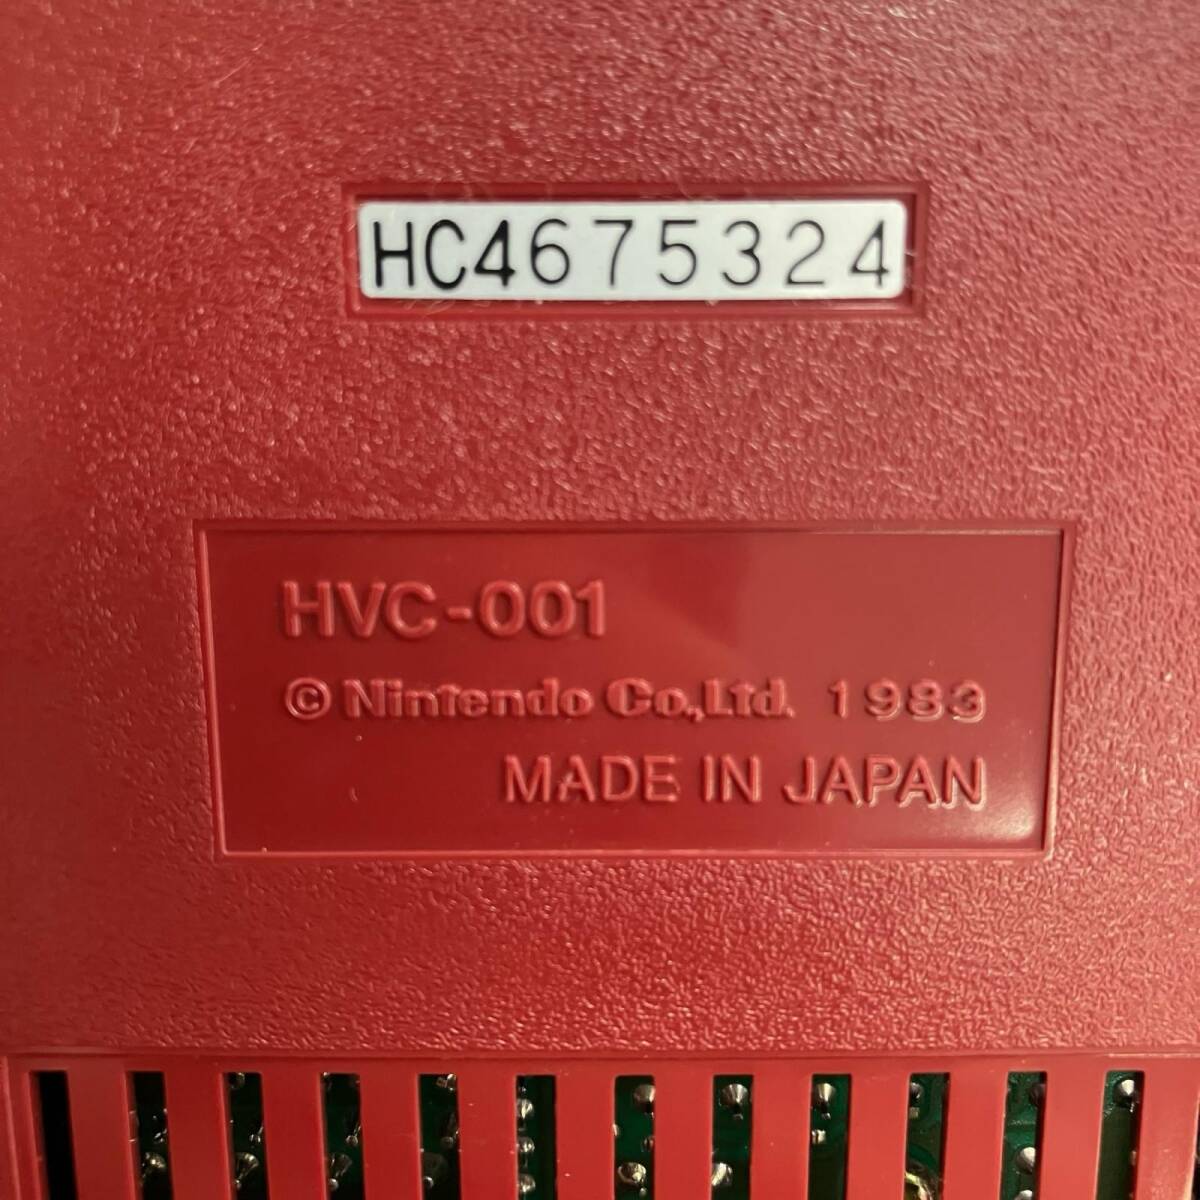 HC4675324
HVC-001
© Nintendo Co.,Ltd. 1983
MADE IN JAPAN